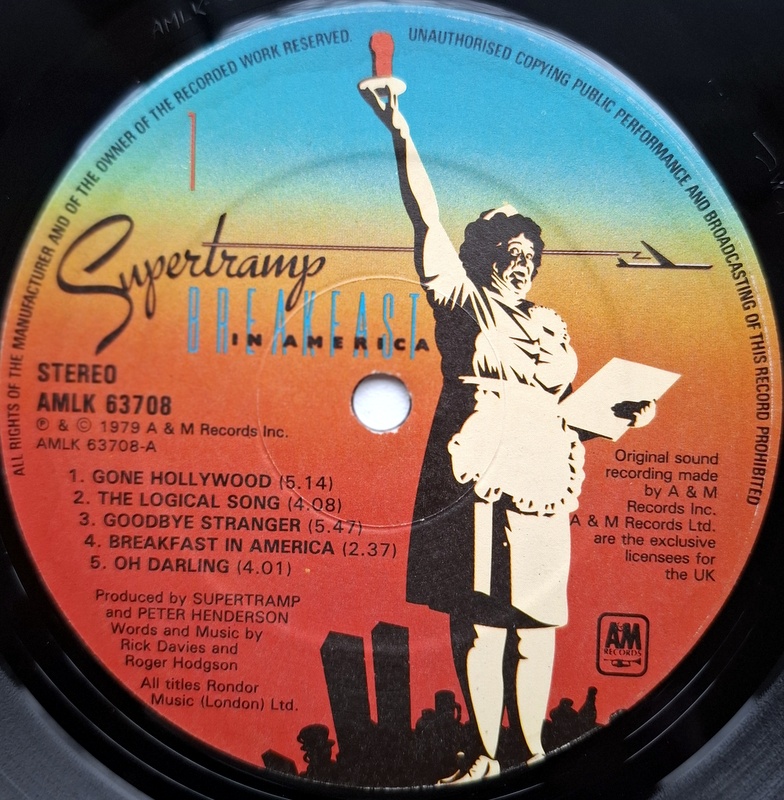 ALL RIGHTS OF THE MANUFACTURER AND OF THE OWNER OF THE RECORDED WORK RESERVED.
UNAUTHORISED COPYING PUBLIC PERFORMANCE AND BROADCASTING OF THIS RECORD PROHIBITED
1
Supertramp
BREAKFAST
IN AMERICA
STEREO
AMLK 63708
℗ & © 1979 A & M Records Inc.
AMLK 63708-A
1. GONE HOLLYWOOD (5.14)
2. THE LOGICAL SONG (4.08)
3. GOODBYE STRANGER (5.47)
4. BREAKFAST IN AMERICA (2.37)
5. OH DARLING (4.01)
Produced by SUPERTRAMP
and PETER HENDERSON
Words and Music by
Rick Davies and
Roger Hodgson
All titles Rondor
Music (London) Ltd.
Original sound
recording made
by A & M
Records Inc.
A & M Records Ltd.
are the exclusive
licensees for
the UK
A&M
RECORDS
AMLK